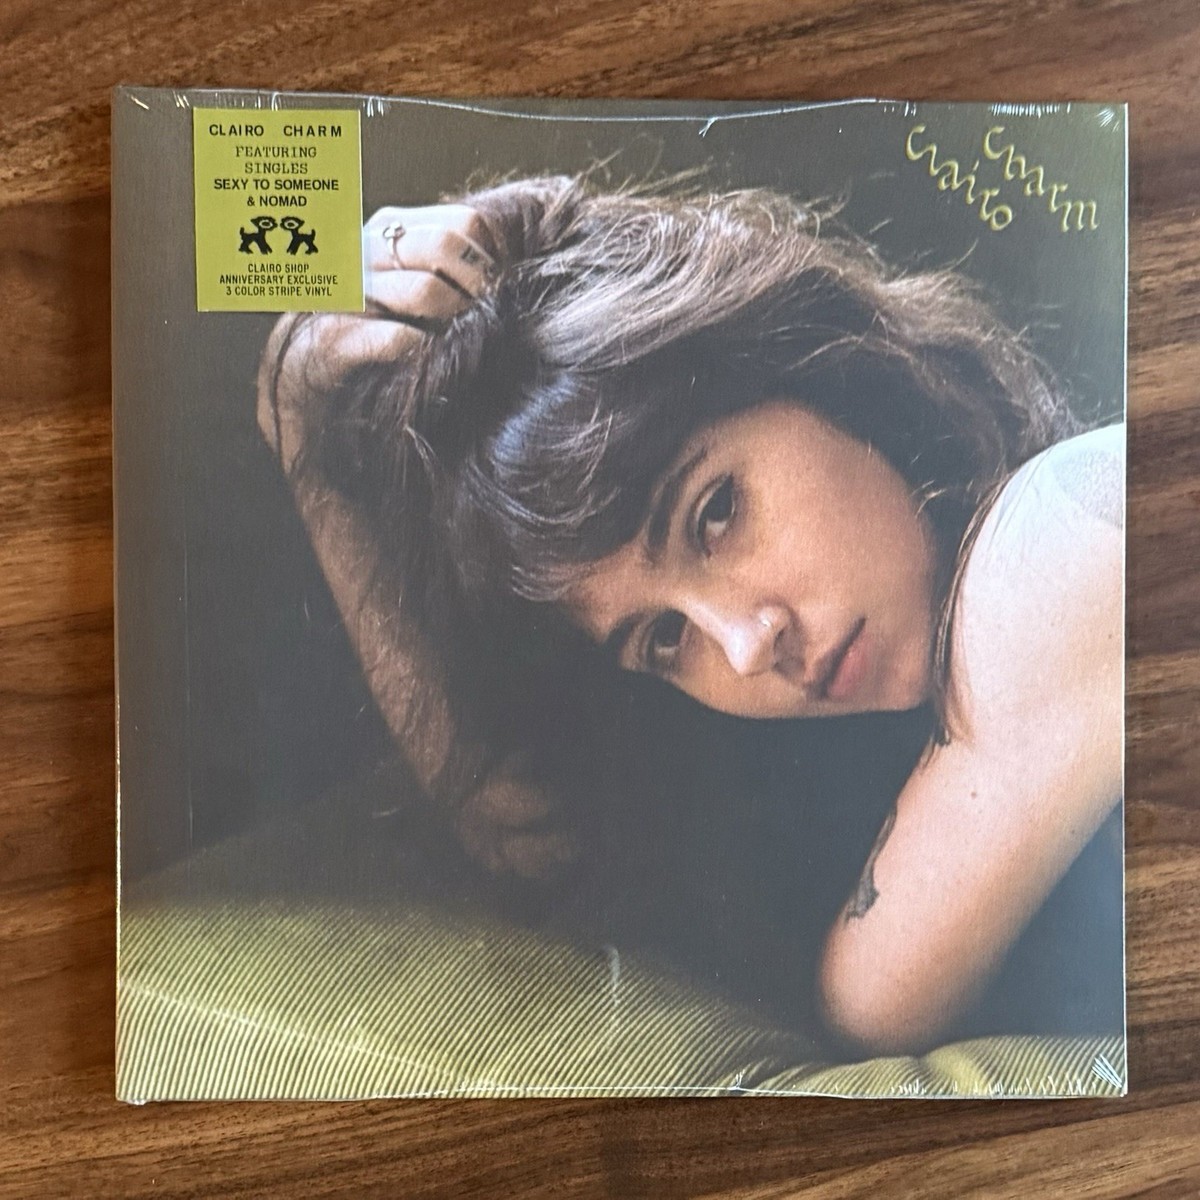 CLAIRO CHARM
FEATURING
SINGLES
SEXY TO SOMEONE
& NOMAD
CLAIRO SHOP
ANNIVERSARY EXCLUSIVE
3 COLOR STRIPE VINYL
Clairo
Charm